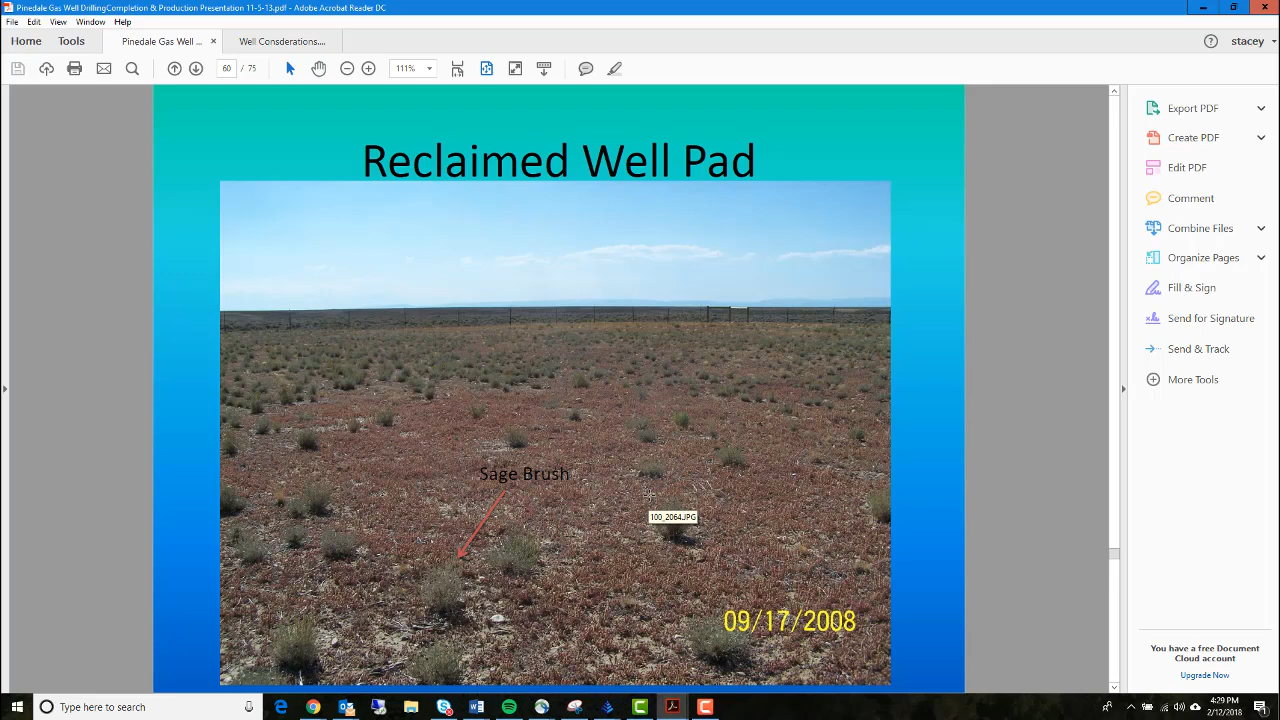 Pinedale Gas Well DrillingCompletion & Production Presentation 11-5-13.pdf - Adobe Acrobat Reader DC
File Edit View Window Help
Home Tools Pinedale Gas Well ... × Well Consderations.... stacey
60 / 75 111%
Export PDF
Create PDF
Edit PDF
Comment
Combine Files
Organize Pages
Fill & Sign
Send for Signature
Send & Track
More Tools
Reclaimed Well Pad
Sage Brush
100_2064.JPG
09/17/2008
You have a free Document
Cloud account
Upgrade Now
Type here to search
4:29 PM
2/12/2018